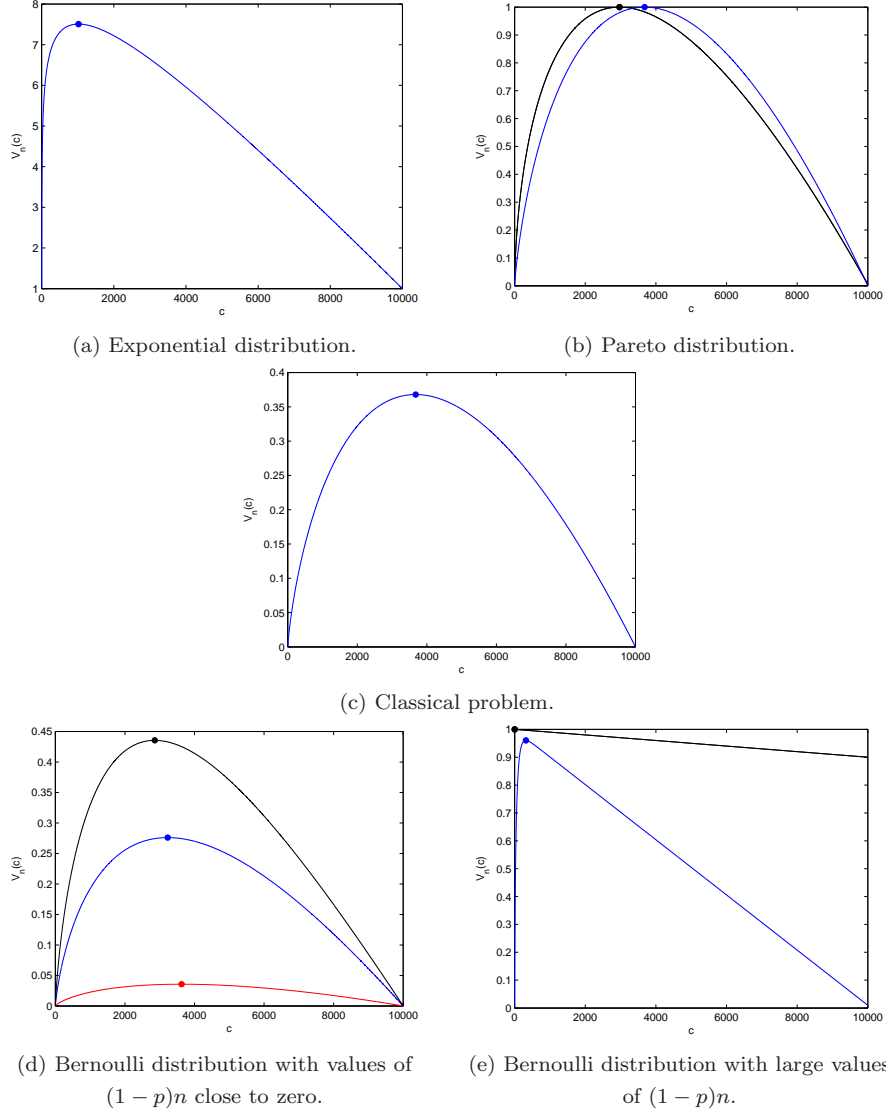 8
7
6
5
4
3
2
1
V_n(c)
0 2000 4000 6000 8000 10000
c
(a) Exponential distribution.
1
0.9
0.8
0.7
0.6
0.5
0.4
0.3
0.2
0.1
0
V_n(c)
0 2000 4000 6000 8000 10000
c
(b) Pareto distribution.
0.4
0.35
0.3
0.25
0.2
0.15
0.1
0.05
0
V_n(c)
0 2000 4000 6000 8000 10000
c
(c) Classical problem.
0.45
0.4
0.35
0.3
0.25
0.2
0.15
0.1
0.05
0
V_n(c)
0 2000 4000 6000 8000 10000
c
(d) Bernoulli distribution with values of
(1 − p)n close to zero.
1
0.9
0.8
0.7
0.6
0.5
0.4
0.3
0.2
0.1
0
V_n(c)
0 2000 4000 6000 8000 10000
c
(e) Bernoulli distribution with large values
of (1 − p)n.